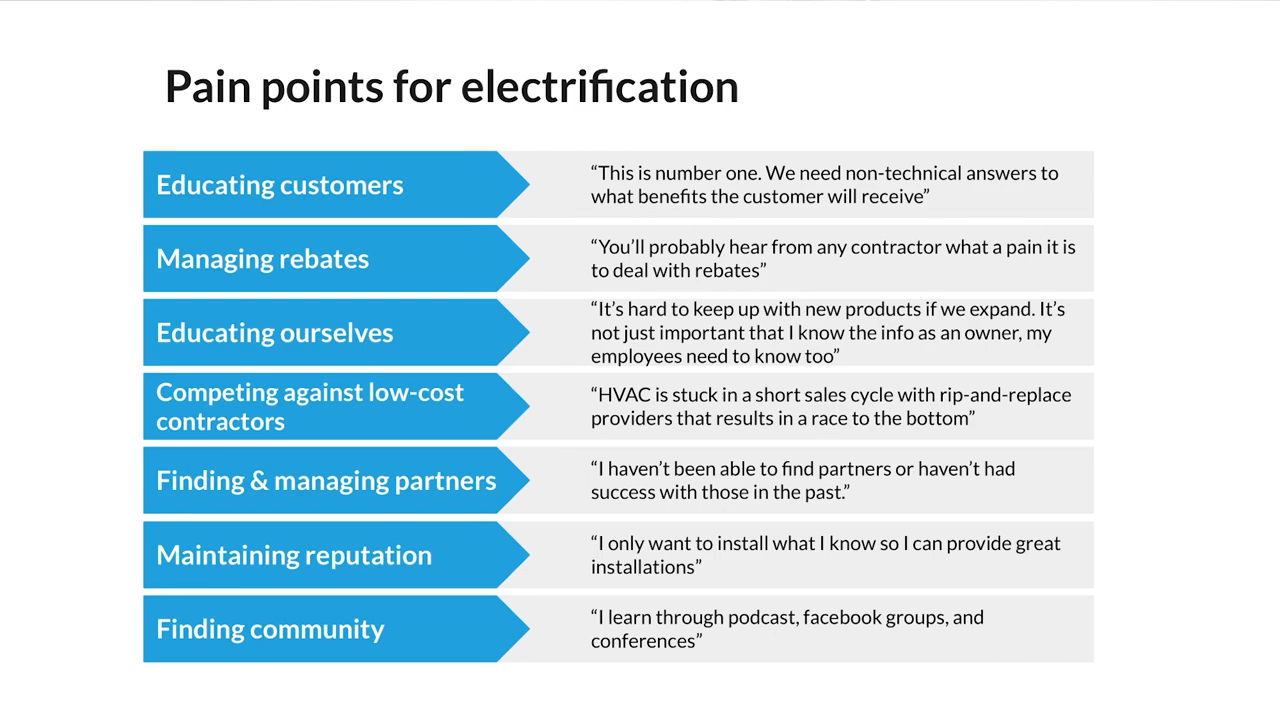 Pain points for electrification
Educating customers
“This is number one. We need non-technical answers to
what benefits the customer will receive”
Managing rebates
“You’ll probably hear from any contractor what a pain it is
to deal with rebates”
Educating ourselves
“It’s hard to keep up with new products if we expand. It’s
not just important that I know the info as an owner, my
employees need to know too”
Competing against low-cost
contractors
“HVAC is stuck in a short sales cycle with rip-and-replace
providers that results in a race to the bottom”
Finding & managing partners
“I haven’t been able to find partners or haven’t had
success with those in the past.”
Maintaining reputation
“I only want to install what I know so I can provide great
installations”
Finding community
“I learn through podcast, facebook groups, and
conferences”